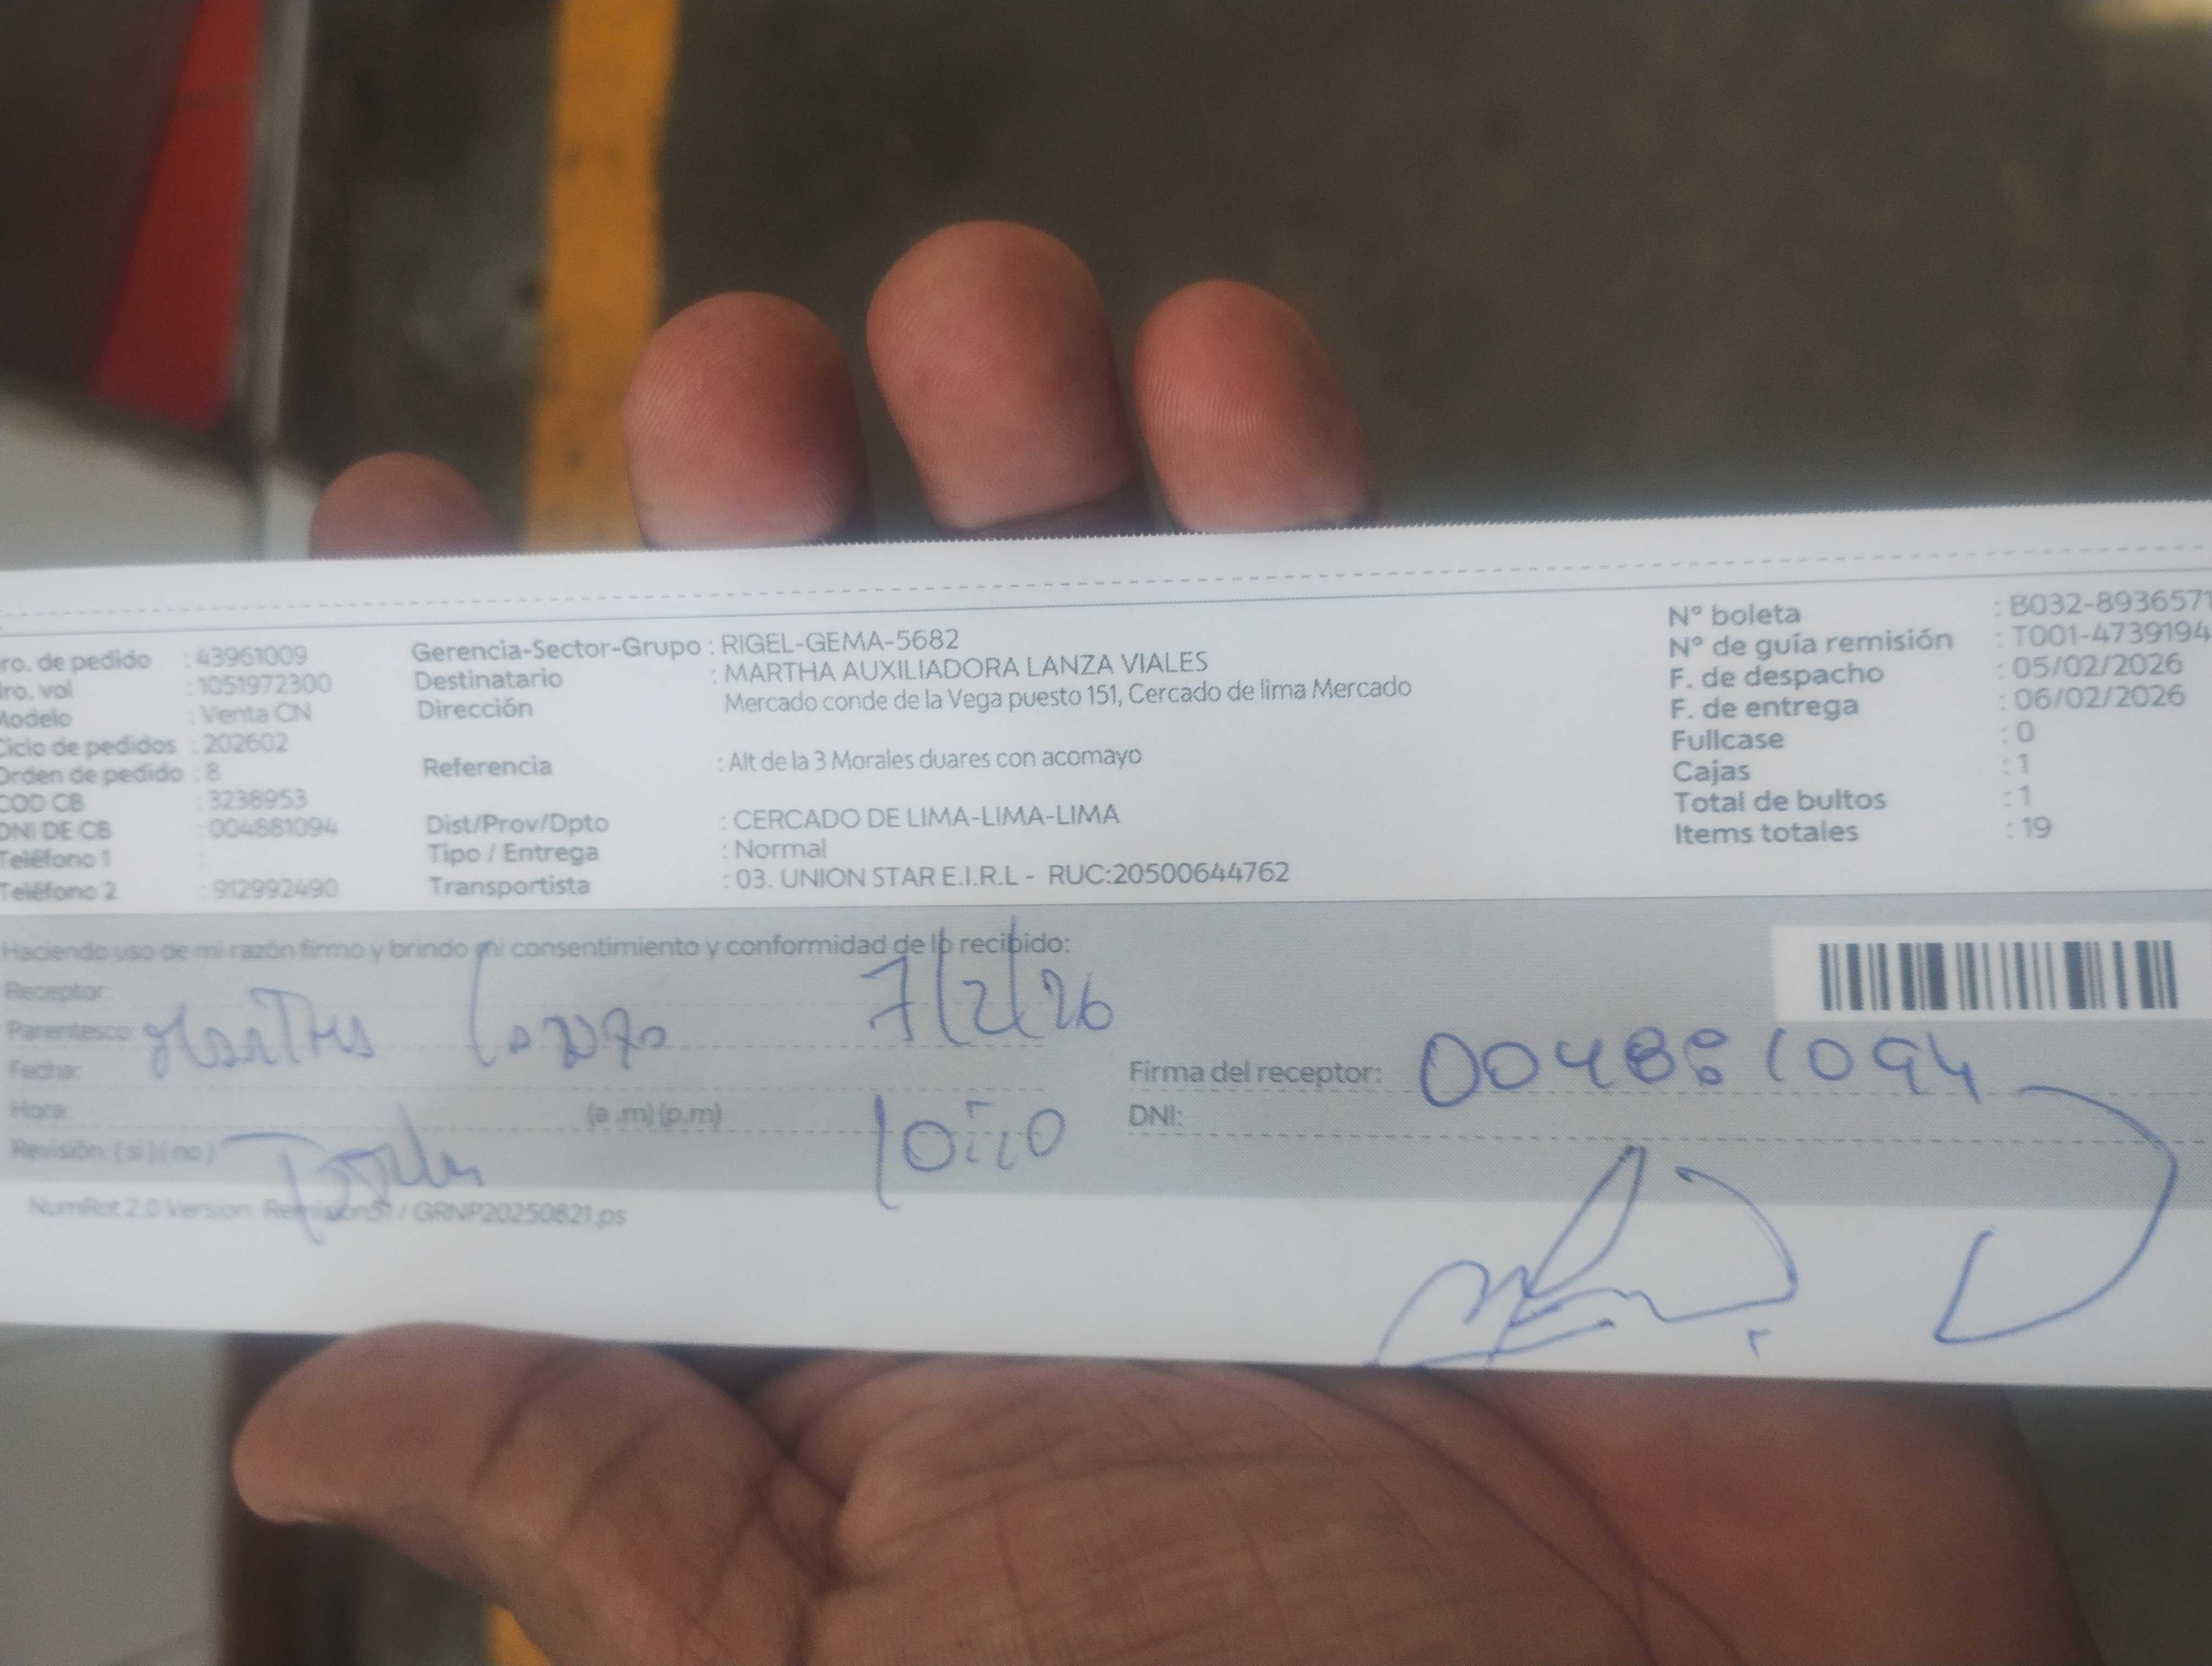 ro. de pedido : 43961009
ro. vol : 1051972300
Modelo : Venta CN
Ciclo de pedidos : 202602
Orden de pedido : 8
COD CB : 3238953
DNI DE CB : 004881094
Teléfono 1 :
Teléfono 2 : 912992490
Gerencia-Sector-Grupo : RIGEL-GEMA-5682
Destinatario : MARTHA AUXILIADORA LANZA VIALES
Dirección Mercado conde de la Vega puesto 151, Cercado de lima Mercado
Referencia : Alt de la 3 Morales duares con acomayo
Dist/Prov/Dpto : CERCADO DE LIMA-LIMA-LIMA
Tipo / Entrega : Normal
Transportista : 03. UNION STAR E.I.R.L - RUC:20500644762
N° boleta : B032-8936571
N° de guía remisión : T001-4739194
F. de despacho : 05/02/2026
F. de entrega : 06/02/2026
Fullcase : 0
Cajas : 1
Total de bultos : 1
Items totales : 19
Haciendo uso de mi razón firmo y brindo mi consentimiento y conformidad de lo recibido:
Receptor:
Parentesco:
7/2/26
Fecha:
Hora: (a .m) (p.m) 10:10
Revisión: ( si ) ( no )
Firma del receptor: 004881094
DNI:
NumRot 2.0 Version: / GRNP20250821.ps